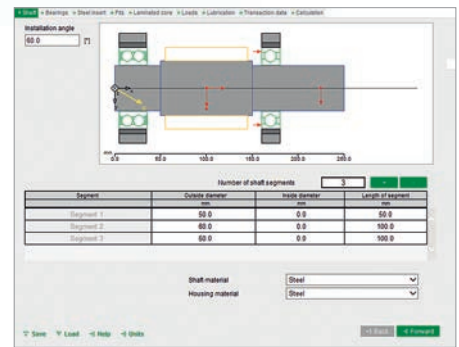 Shaft » Bearings » Steel insert » Fits » Laminated core » Loads » Lubrication » Transaction data » Calculation
Installation angle
60.0 [°]
mm
0.0 50.0 100.0 150.0 200.0 250.0
Number of shaft segments 3
Segment Outside diameter Inside diameter Length of segment
mm mm mm
Segment 1 50.0 0.0 50.0
Segment 2 60.0 0.0 100.0
Segment 3 50.0 0.0 100.0
Shaft material Steel
Housing material Steel
Save Load Help Units Back Forward